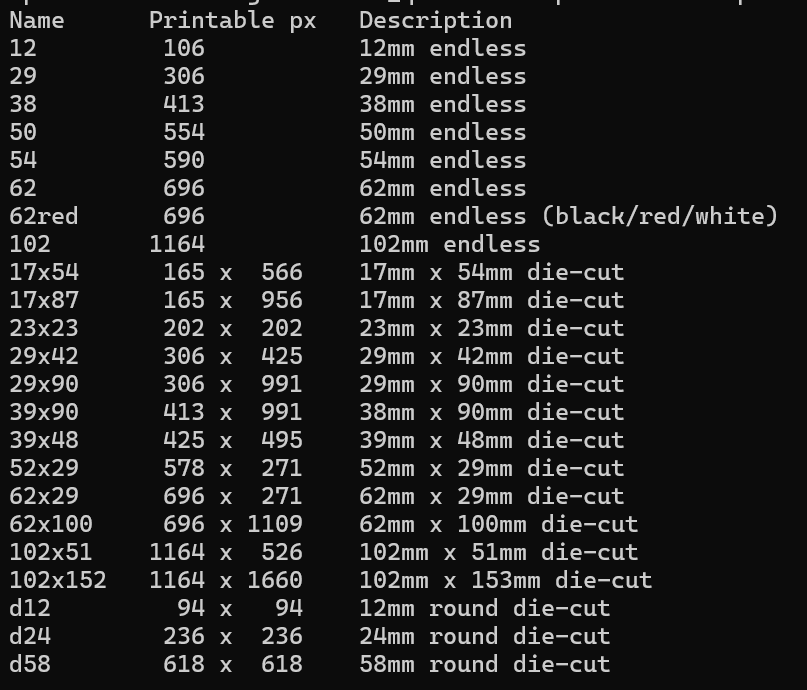 Name      Printable px   Description
12         106           12mm endless
29         306           29mm endless
38         413           38mm endless
50         554           50mm endless
54         590           54mm endless
62         696           62mm endless
62red      696           62mm endless (black/red/white)
102       1164           102mm endless
17x54      165 x  566    17mm x 54mm die-cut
17x87      165 x  956    17mm x 87mm die-cut
23x23      202 x  202    23mm x 23mm die-cut
29x42      306 x  425    29mm x 42mm die-cut
29x90      306 x  991    29mm x 90mm die-cut
39x90      413 x  991    38mm x 90mm die-cut
39x48      425 x  495    39mm x 48mm die-cut
52x29      578 x  271    52mm x 29mm die-cut
62x29      696 x  271    62mm x 29mm die-cut
62x100     696 x 1109    62mm x 100mm die-cut
102x51    1164 x  526    102mm x 51mm die-cut
102x152   1164 x 1660    102mm x 153mm die-cut
d12         94 x   94    12mm round die-cut
d24        236 x  236    24mm round die-cut
d58        618 x  618    58mm round die-cut